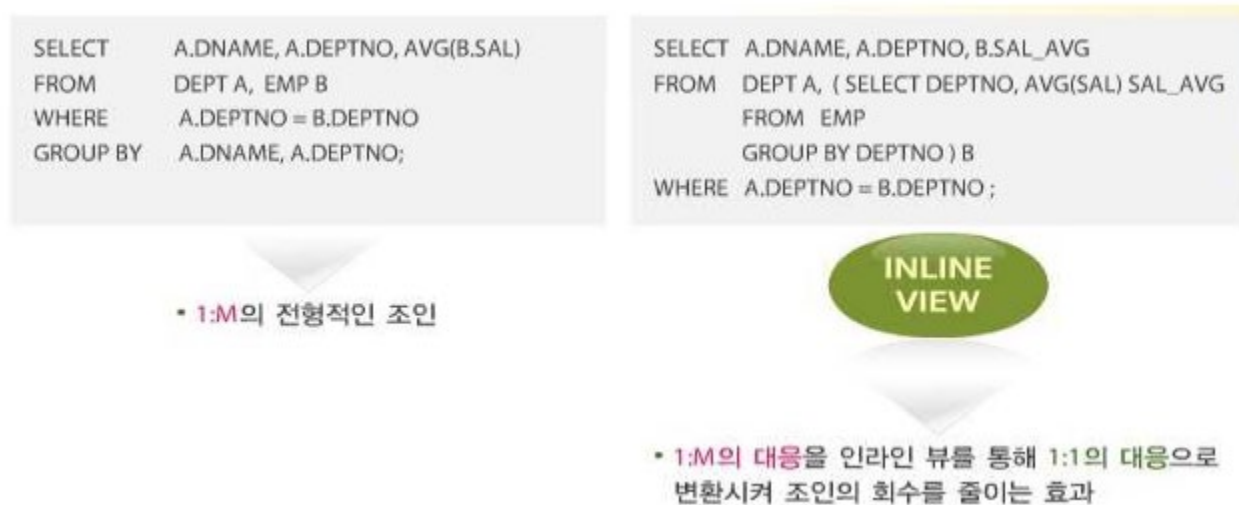 SELECT A.DNAME, A.DEPTNO, AVG(B.SAL)
FROM DEPT A, EMP B
WHERE A.DEPTNO = B.DEPTNO
GROUP BY A.DNAME, A.DEPTNO;
• 1:M의 전형적인 조인
SELECT A.DNAME, A.DEPTNO, B.SAL_AVG
FROM DEPT A, ( SELECT DEPTNO, AVG(SAL) SAL_AVG
FROM EMP
GROUP BY DEPTNO ) B
WHERE A.DEPTNO = B.DEPTNO ;
INLINE
VIEW
• 1:M의 대응을 인라인 뷰를 통해 1:1의 대응으로
변환시켜 조인의 회수를 줄이는 효과